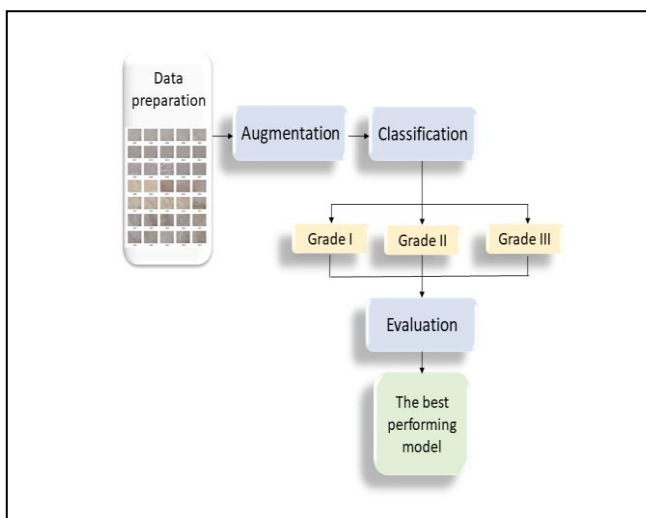 Data
preparation
Augmentation
Classification
Grade I
Grade II
Grade III
Evaluation
The best
performing
model